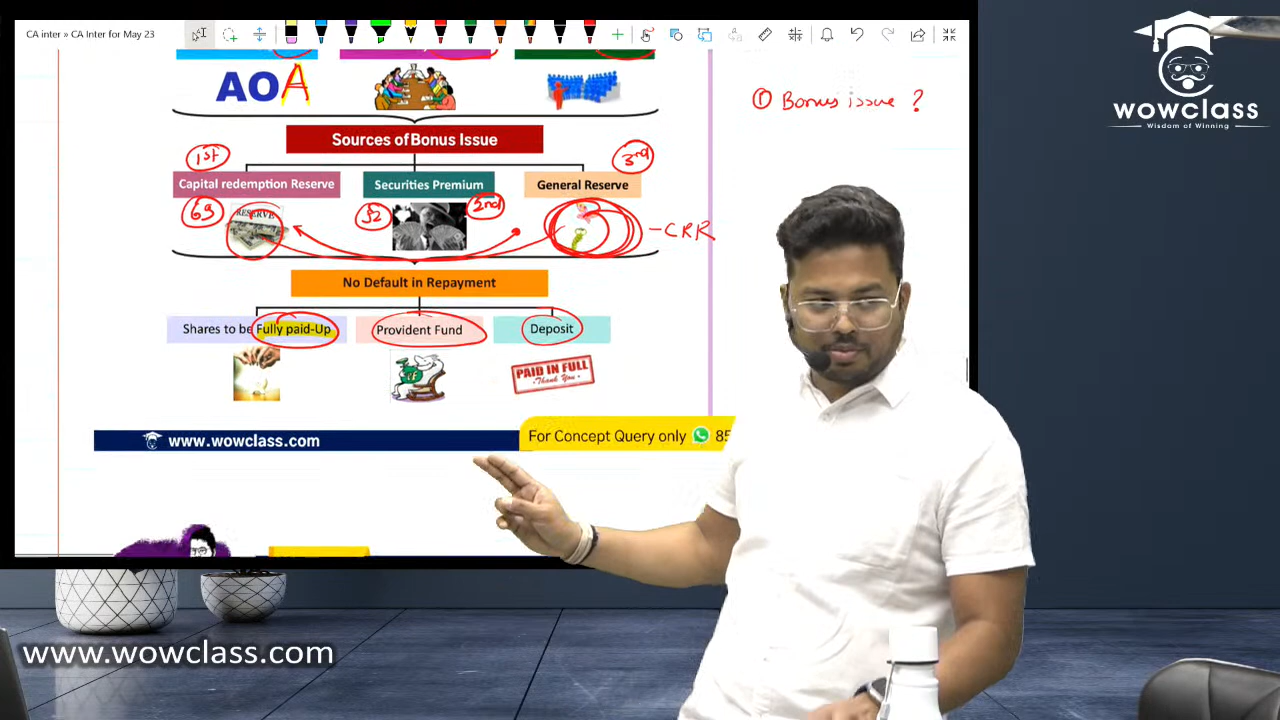 CA inter » CA Inter for May 23
AOA
① Bonus issue ?
wowclass
Wisdom of Winning
Sources of Bonus Issue
1st
3rd
Capital redemption Reserve
Securities Premium
General Reserve
69
RESERVE
52
2nd
- CRR
No Default in Repayment
Shares to be Fully paid-Up
Provident Fund
Deposit
PAID IN FULL
Thank You
www.wowclass.com
For Concept Query only 85
www.wowclass.com